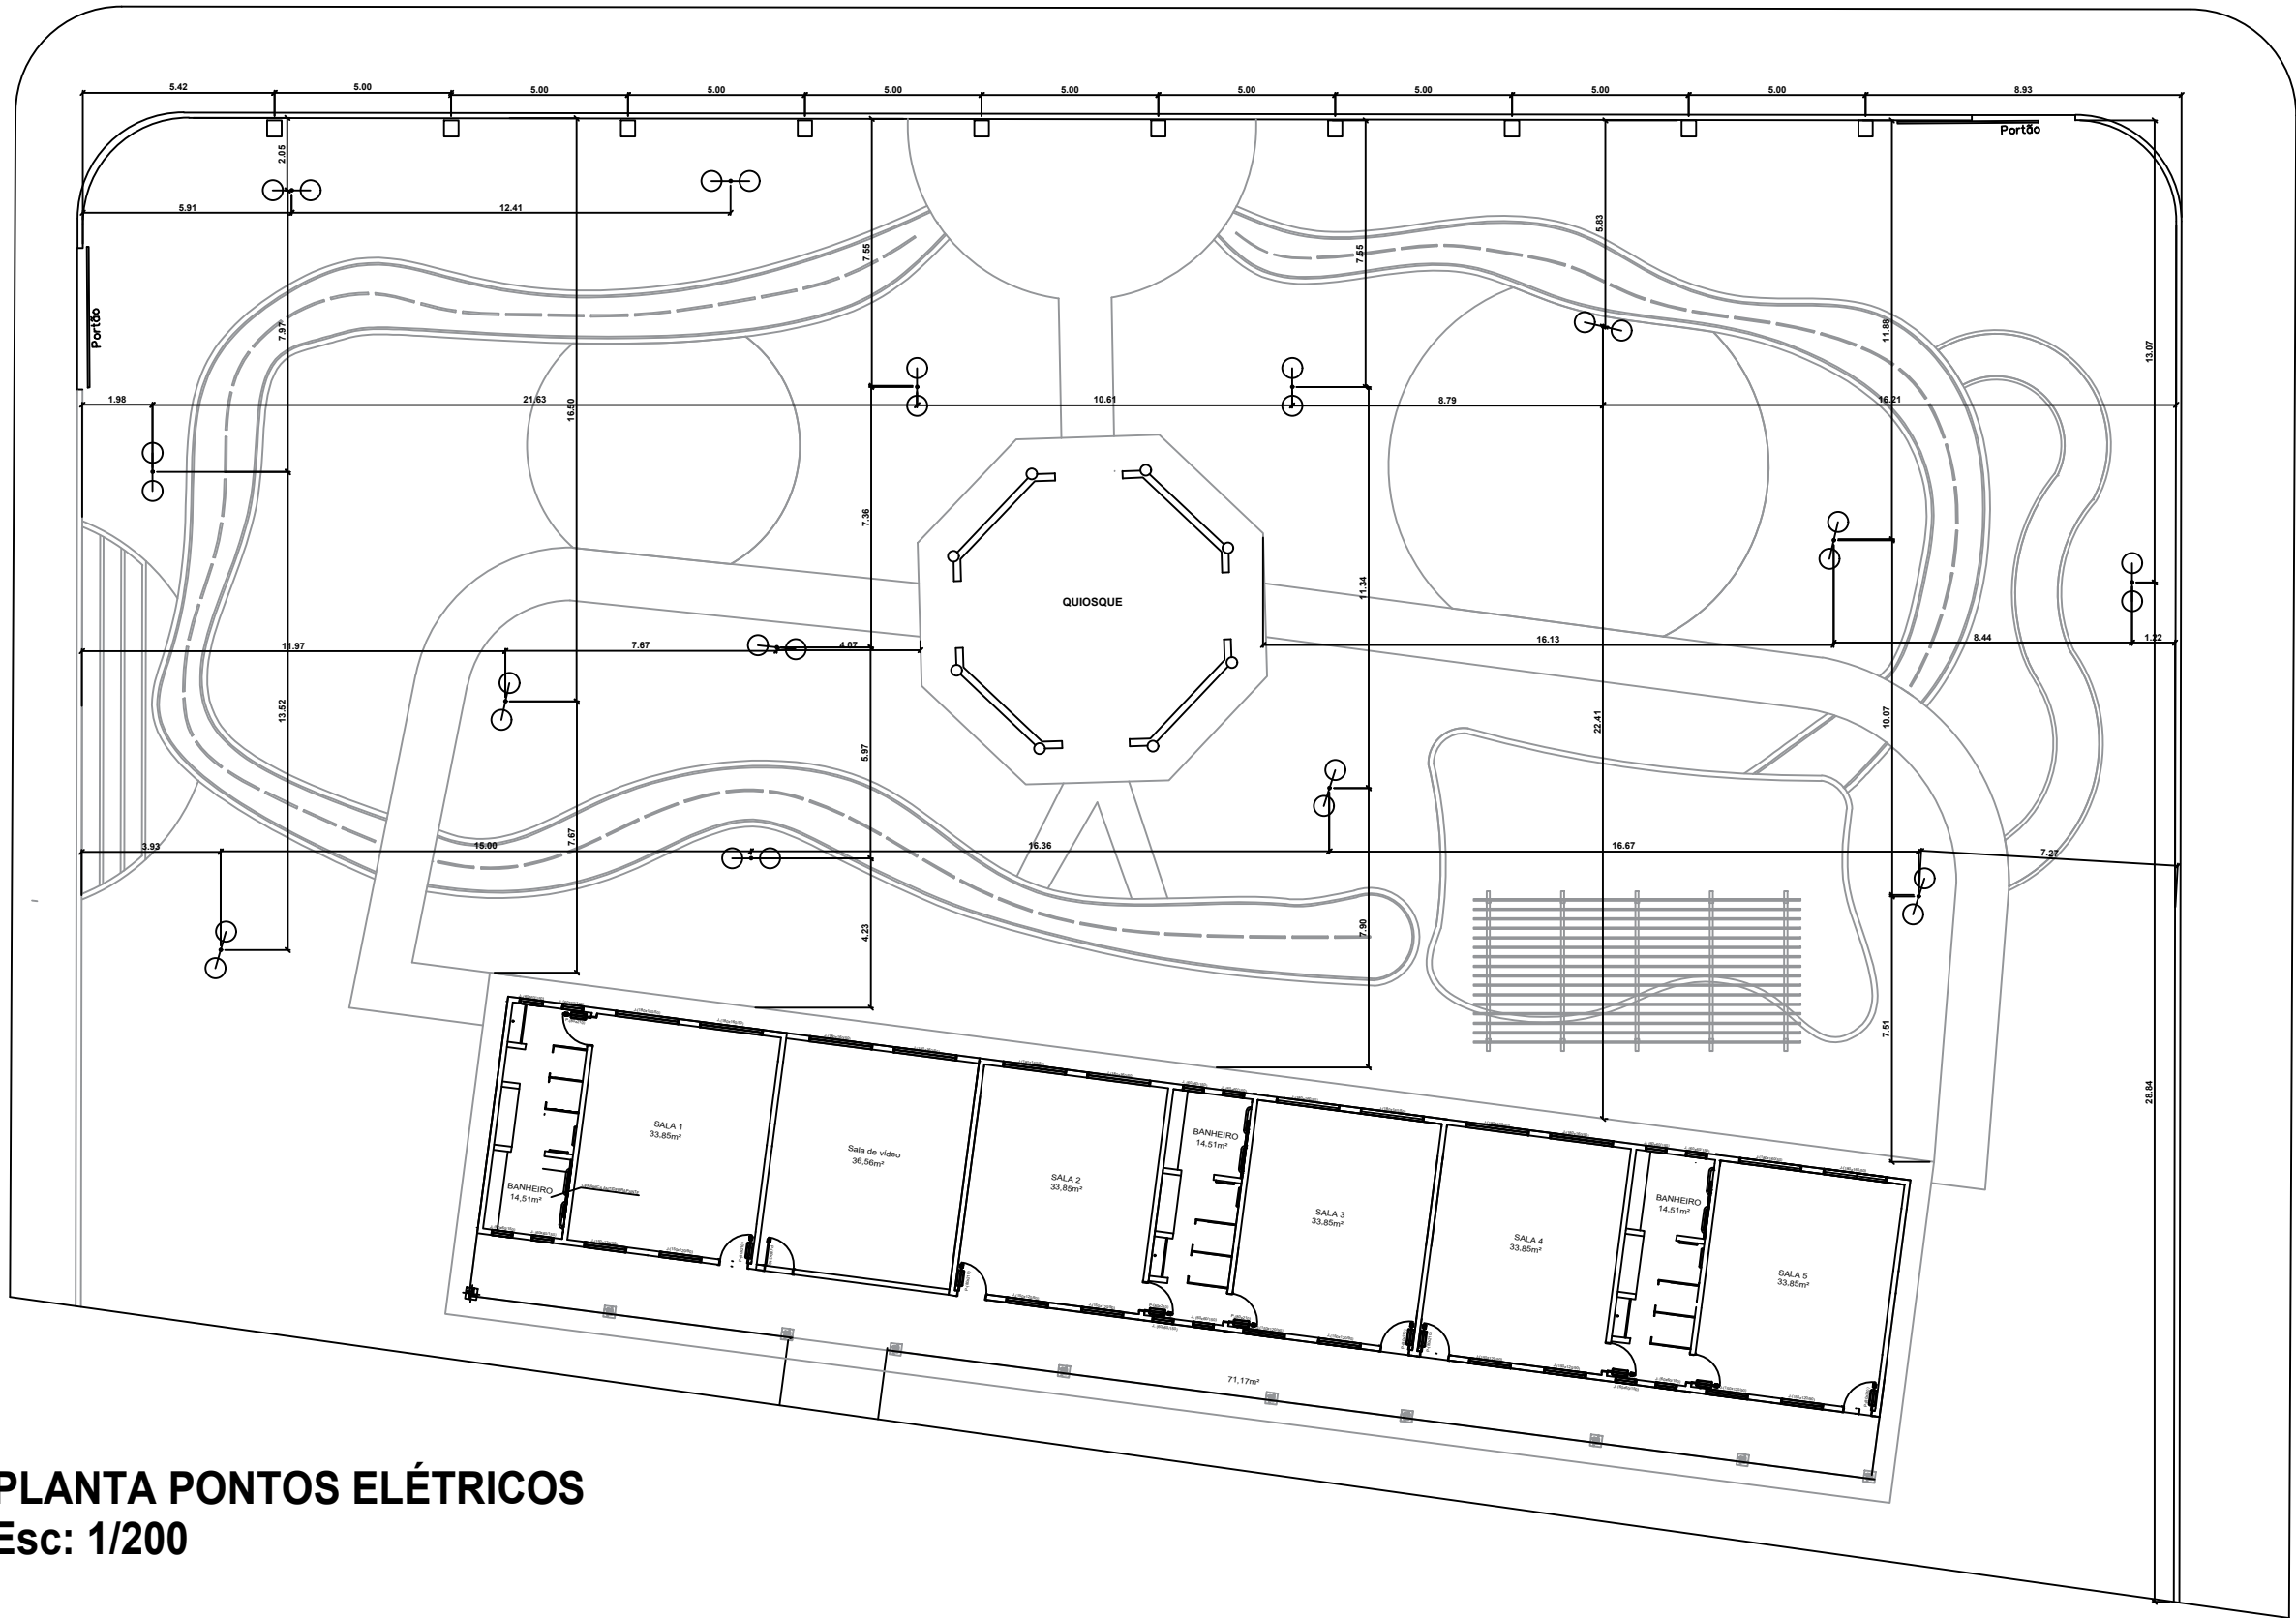 5.42
5.00
5.00
5.00
5.00
5.00
5.00
5.00
5.00
5.00
8.93
Portão
2.05
5.91
12.41
7.55
7.55
5.83
11.88
13.07
Portão
7.97
1.98
21.63
16.50
10.61
8.79
16.21
7.36
11.34
QUIOSQUE
11.97
7.67
4.07
16.13
8.44
1.22
13.52
5.97
22.41
10.07
3.93
15.00
7.67
16.36
16.67
7.27
4.23
7.90
7.51
28.84
SALA 1
33.85m²
Sala de vídeo
36,56m²
SALA 2
33,85m²
BANHEIRO
14.51m²
BANHEIRO
14,51m²
SALA 3
33.85m²
SALA 4
33.85m²
BANHEIRO
14.51m²
SALA 5
33.85m²
71,17m²
PLANTA PONTOS ELÉTRICOS
Esc: 1/200